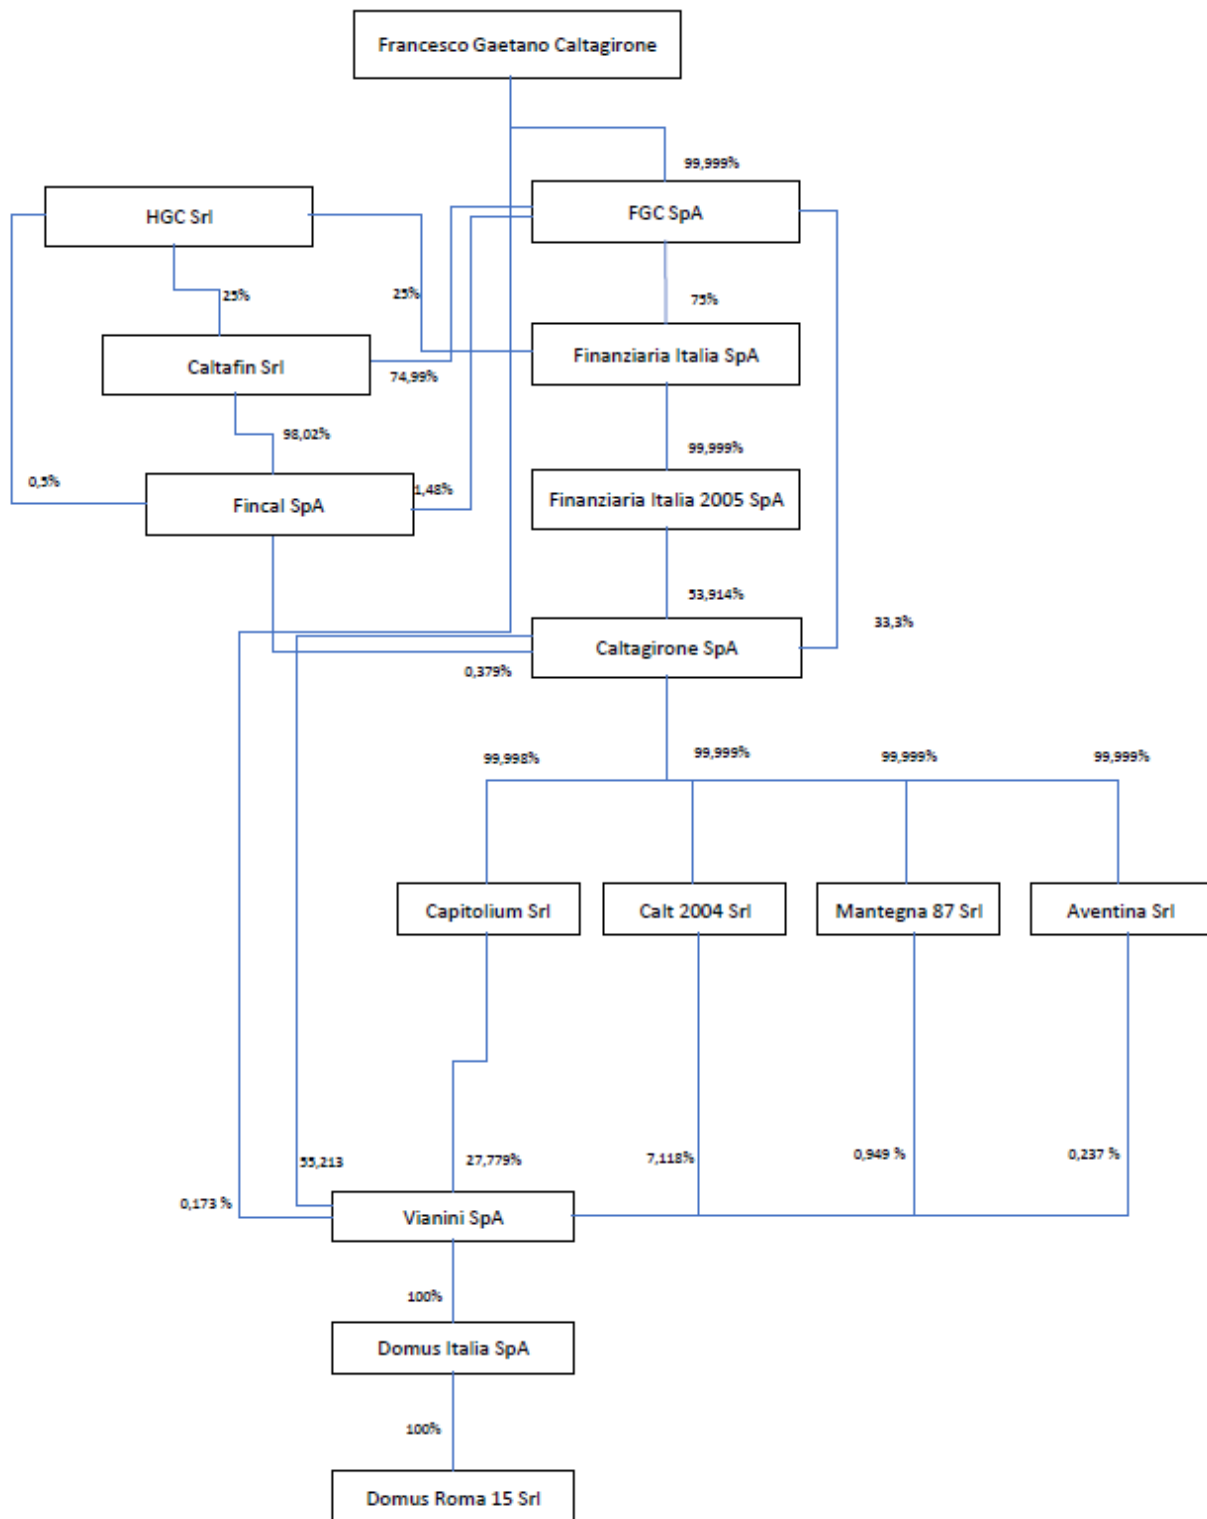 Francesco Gaetano Caltagirone
99,999%
HGC Srl
FGC SpA
25%
25%
75%
Caltafin Srl
74,99%
Finanziaria Italia SpA
98,02%
99,999%
0,5%
Fincal SpA
1,48%
Finanziaria Italia 2005 SpA
53,914%
33,3%
Caltagirone SpA
0,379%
99,998%
99,999%
99,999%
99,999%
Capitolium Srl
Calt 2004 Srl
Mantegna 87 Srl
Aventina Srl
0,173 %
55,213
27,779%
7,118%
0,949 %
0,237 %
Vianini SpA
100%
Domus Italia SpA
100%
Domus Roma 15 Srl